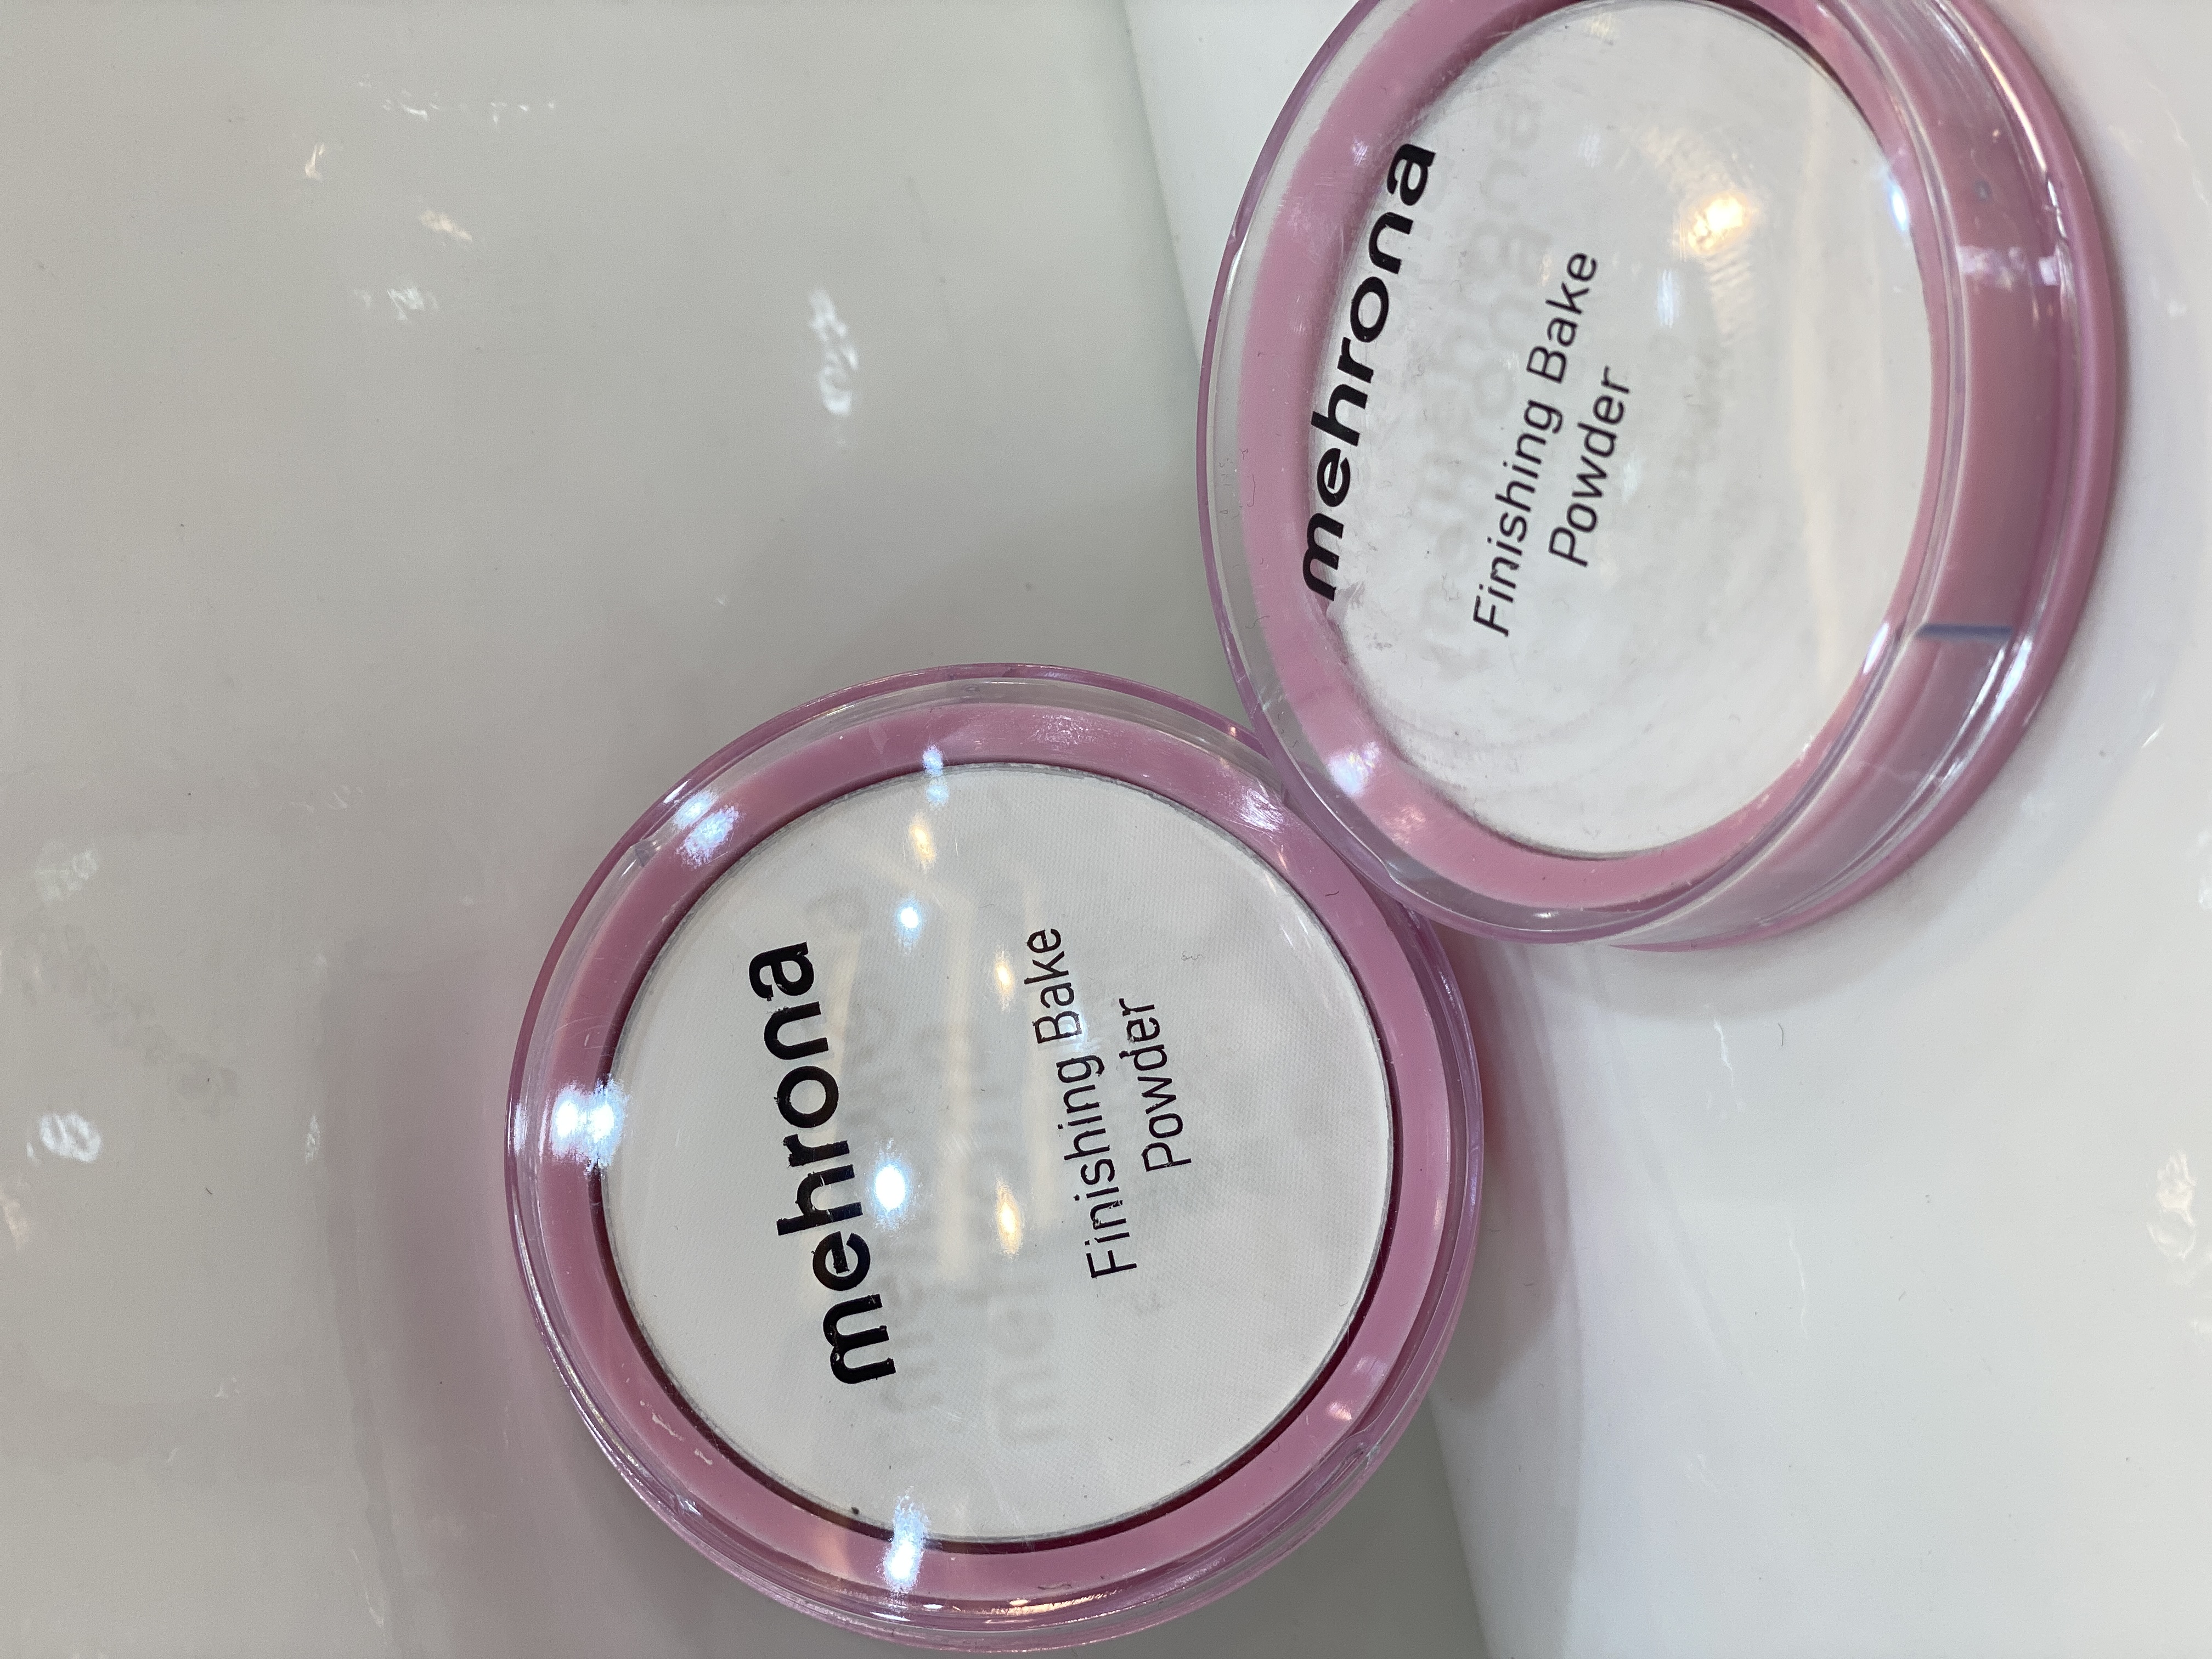 mehrona
Finishing Bake
Powder
mehrona
Finishing Bake
Powder